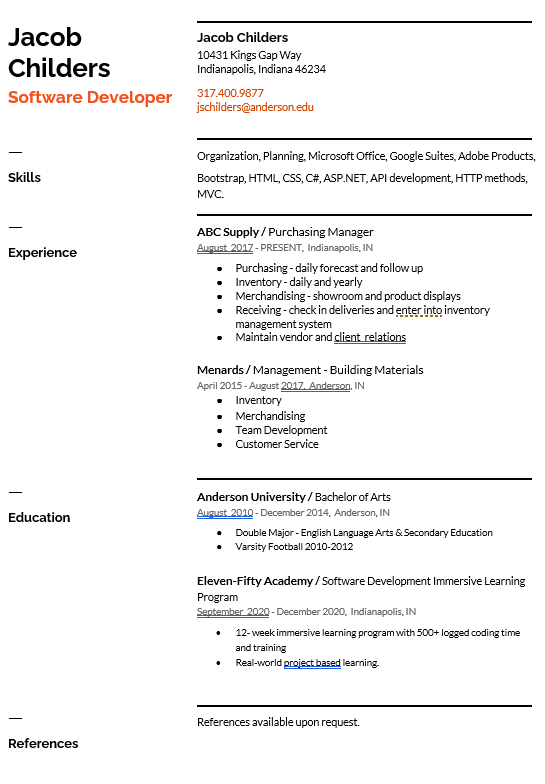 Jacob
Childers
Software Developer
Jacob Childers
10431 Kings Gap Way
Indianapolis, Indiana 46234
317.400.9877
jschilders@anderson.edu
Skills
Organization, Planning, Microsoft Office, Google Suites, Adobe Products,
Bootstrap, HTML, CSS, C#, ASP.NET, API development, HTTP methods,
MVC.
Experience
ABC Supply / Purchasing Manager
August 2017 - PRESENT, Indianapolis, IN
● Purchasing - daily forecast and follow up
● Inventory - daily and yearly
● Merchandising - showroom and product displays
● Receiving - check in deliveries and enter into inventory
management system
● Maintain vendor and client relations
Menards / Management - Building Materials
April 2015 - August 2017. Anderson, IN
● Inventory
● Merchandising
● Team Development
● Customer Service
Education
Anderson University / Bachelor of Arts
August 2010 - December 2014, Anderson, IN
● Double Major - English Language Arts & Secondary Education
● Varsity Football 2010-2012
Eleven-Fifty Academy / Software Development Immersive Learning
Program
September 2020 - December 2020, Indianapolis, IN
● 12- week immersive learning program with 500+ logged coding time
and training
● Real-world project based learning.
References
References available upon request.